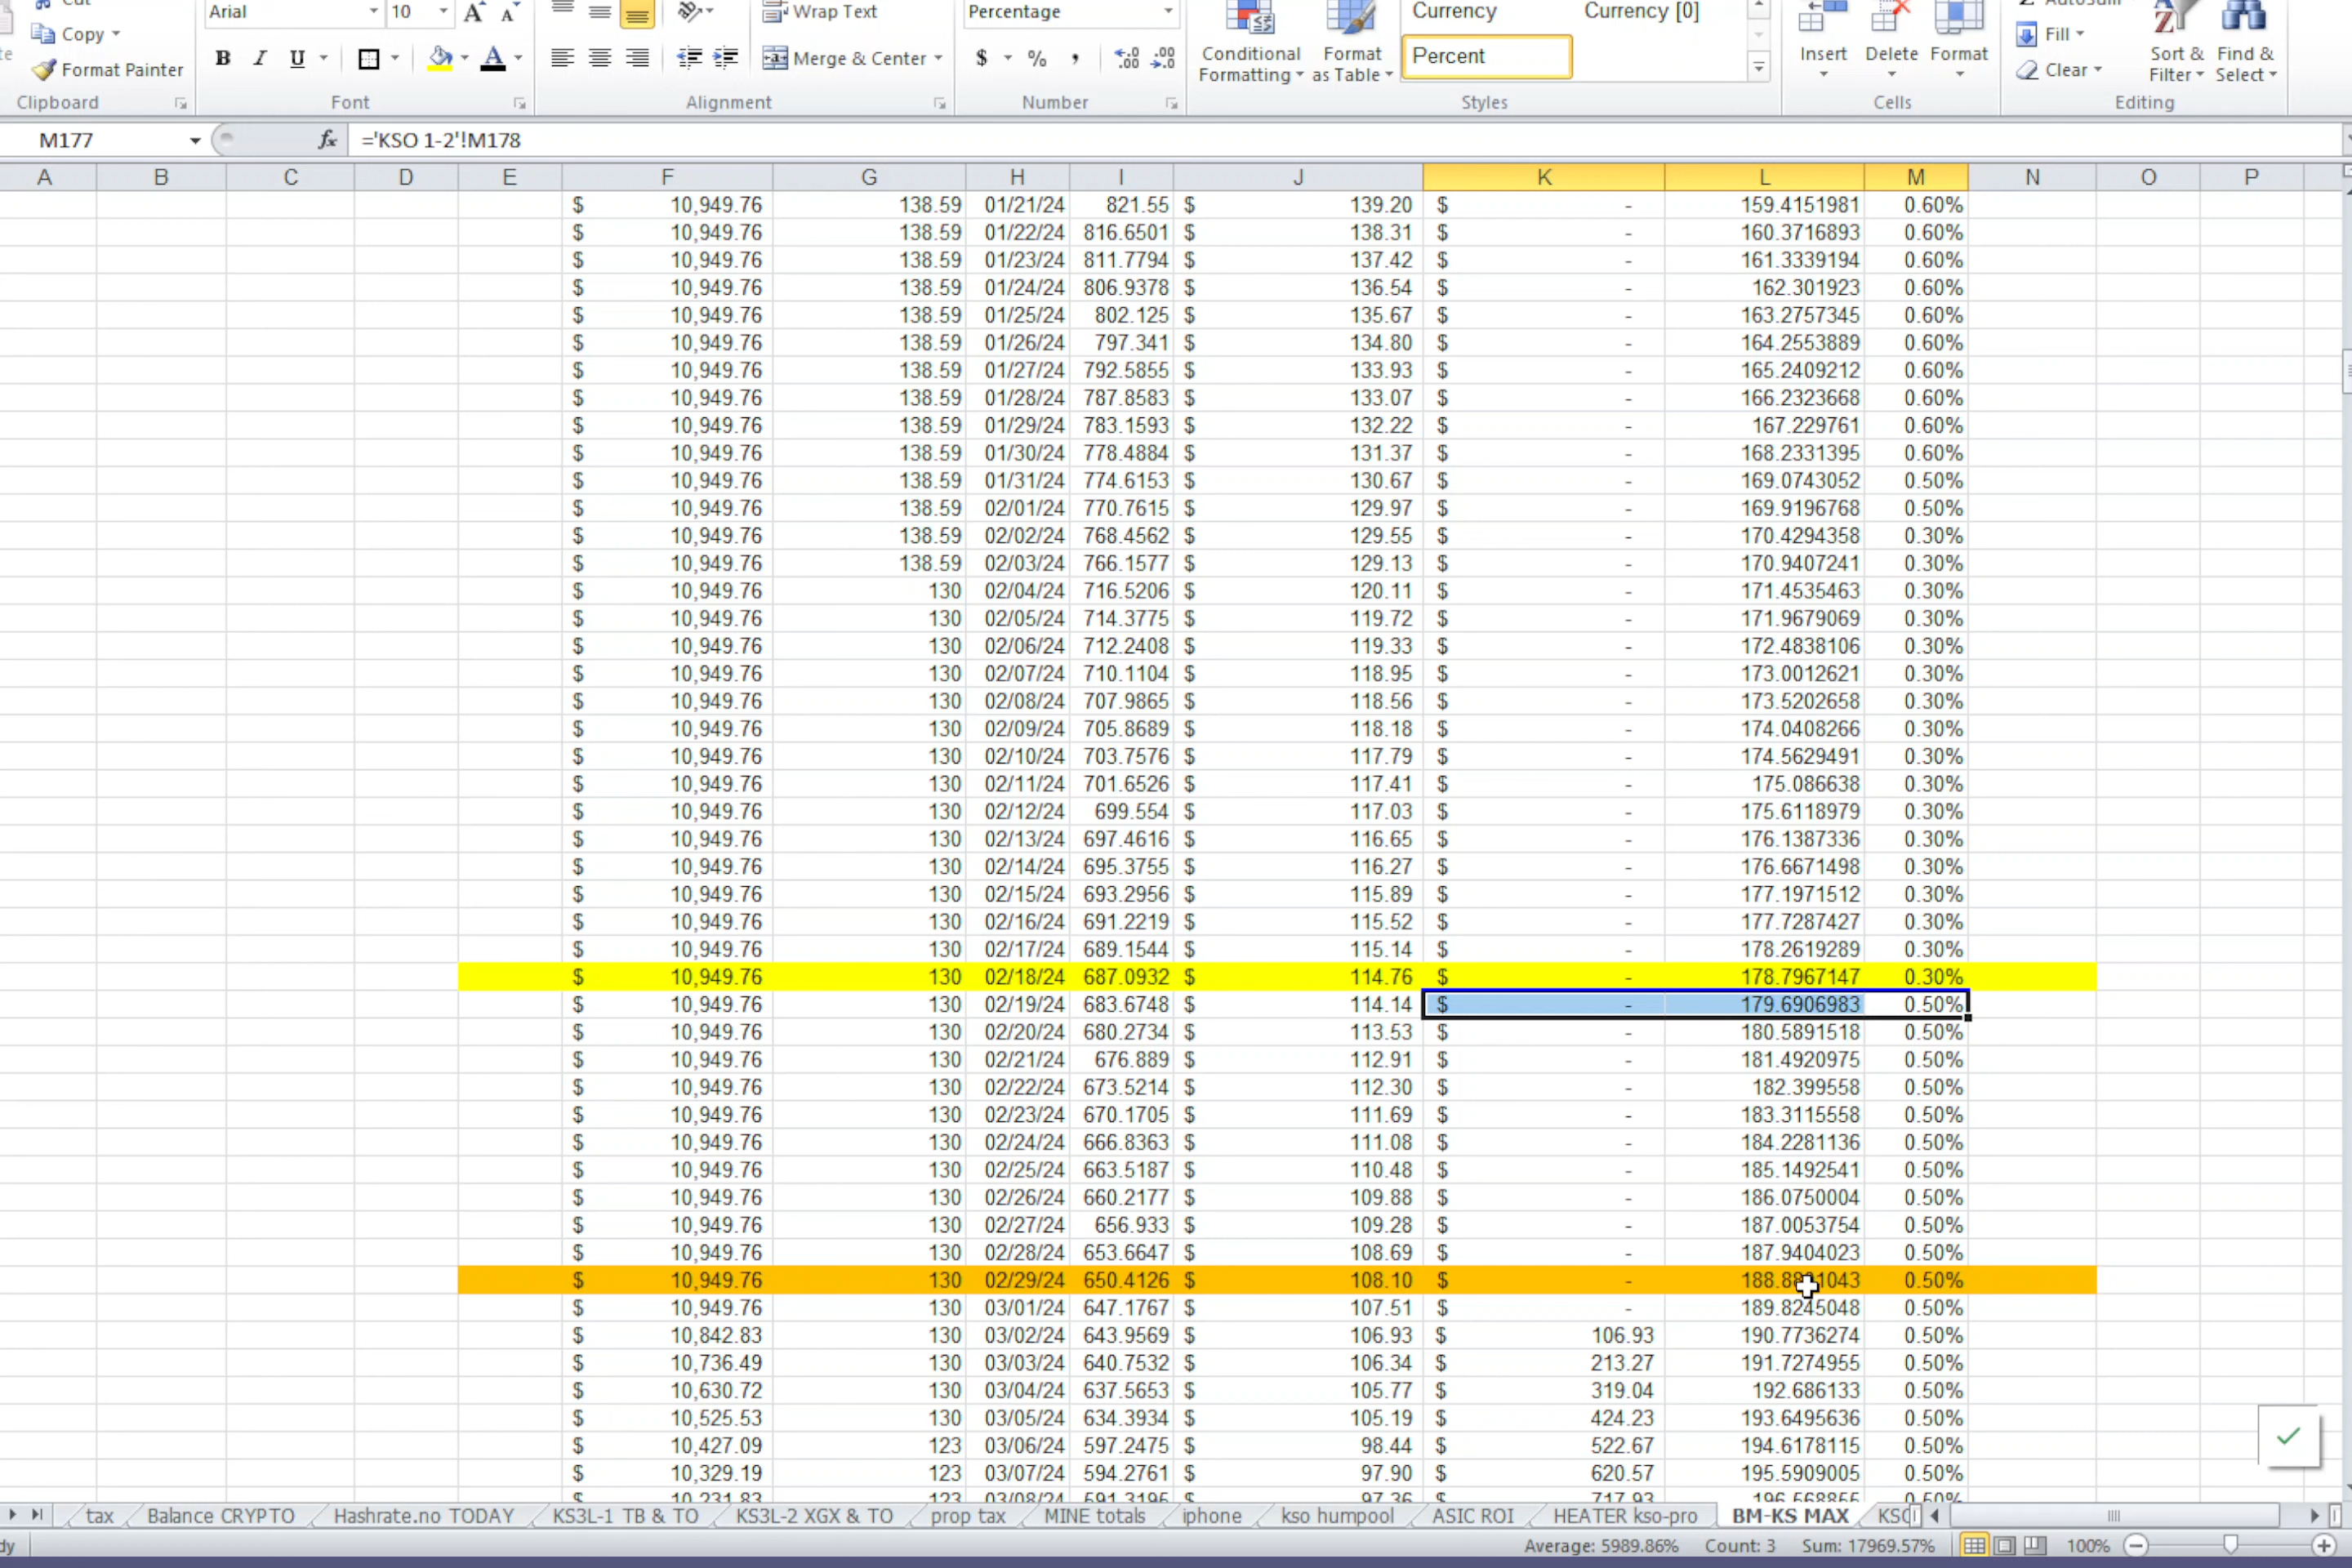 Cut
Arial 10 A A Wrap Text Percentage Currency Currency [0] AutoSum
Copy
B I U A Merge & Center $ % , .0 .00 .00 .0 Conditional Formatting Format as Table Percent Insert Delete Format Fill Sort & Filter Find & Select
Format Painter Clear
Clipboard Font Alignment Number Styles Cells Editing
M177 fx ='KSO 1-2'!M178
A B C D E F G H I J K L M N O P
$ 10,949.76 138.59 01/21/24 821.55 $ 139.20 $ - 159.4151981 0.60%
$ 10,949.76 138.59 01/22/24 816.6501 $ 138.31 $ - 160.3716893 0.60%
$ 10,949.76 138.59 01/23/24 811.7794 $ 137.42 $ - 161.3339194 0.60%
$ 10,949.76 138.59 01/24/24 806.9378 $ 136.54 $ - 162.301923 0.60%
$ 10,949.76 138.59 01/25/24 802.125 $ 135.67 $ - 163.2757345 0.60%
$ 10,949.76 138.59 01/26/24 797.341 $ 134.80 $ - 164.2553889 0.60%
$ 10,949.76 138.59 01/27/24 792.5855 $ 133.93 $ - 165.2409212 0.60%
$ 10,949.76 138.59 01/28/24 787.8583 $ 133.07 $ - 166.2323668 0.60%
$ 10,949.76 138.59 01/29/24 783.1593 $ 132.22 $ - 167.229761 0.60%
$ 10,949.76 138.59 01/30/24 778.4884 $ 131.37 $ - 168.2331395 0.60%
$ 10,949.76 138.59 01/31/24 774.6153 $ 130.67 $ - 169.0743052 0.50%
$ 10,949.76 138.59 02/01/24 770.7615 $ 129.97 $ - 169.9196768 0.50%
$ 10,949.76 138.59 02/02/24 768.4562 $ 129.55 $ - 170.4294358 0.30%
$ 10,949.76 138.59 02/03/24 766.1577 $ 129.13 $ - 170.9407241 0.30%
$ 10,949.76 130 02/04/24 716.5206 $ 120.11 $ - 171.4535463 0.30%
$ 10,949.76 130 02/05/24 714.3775 $ 119.72 $ - 171.9679069 0.30%
$ 10,949.76 130 02/06/24 712.2408 $ 119.33 $ - 172.4838106 0.30%
$ 10,949.76 130 02/07/24 710.1104 $ 118.95 $ - 173.0012621 0.30%
$ 10,949.76 130 02/08/24 707.9865 $ 118.56 $ - 173.5202658 0.30%
$ 10,949.76 130 02/09/24 705.8689 $ 118.18 $ - 174.0408266 0.30%
$ 10,949.76 130 02/10/24 703.7576 $ 117.79 $ - 174.5629491 0.30%
$ 10,949.76 130 02/11/24 701.6526 $ 117.41 $ - 175.086638 0.30%
$ 10,949.76 130 02/12/24 699.554 $ 117.03 $ - 175.6118979 0.30%
$ 10,949.76 130 02/13/24 697.4616 $ 116.65 $ - 176.1387336 0.30%
$ 10,949.76 130 02/14/24 695.3755 $ 116.27 $ - 176.6671498 0.30%
$ 10,949.76 130 02/15/24 693.2956 $ 115.89 $ - 177.1971512 0.30%
$ 10,949.76 130 02/16/24 691.2219 $ 115.52 $ - 177.7287427 0.30%
$ 10,949.76 130 02/17/24 689.1544 $ 115.14 $ - 178.2619289 0.30%
$ 10,949.76 130 02/18/24 687.0932 $ 114.76 $ - 178.7967147 0.30%
$ 10,949.76 130 02/19/24 683.6748 $ 114.14 $ - 179.6906983 0.50%
$ 10,949.76 130 02/20/24 680.2734 $ 113.53 $ - 180.5891518 0.50%
$ 10,949.76 130 02/21/24 676.889 $ 112.91 $ - 181.4920975 0.50%
$ 10,949.76 130 02/22/24 673.5214 $ 112.30 $ - 182.399558 0.50%
$ 10,949.76 130 02/23/24 670.1705 $ 111.69 $ - 183.3115558 0.50%
$ 10,949.76 130 02/24/24 666.8363 $ 111.08 $ - 184.2281136 0.50%
$ 10,949.76 130 02/25/24 663.5187 $ 110.48 $ - 185.1492541 0.50%
$ 10,949.76 130 02/26/24 660.2177 $ 109.88 $ - 186.0750004 0.50%
$ 10,949.76 130 02/27/24 656.933 $ 109.28 $ - 187.0053754 0.50%
$ 10,949.76 130 02/28/24 653.6647 $ 108.69 $ - 187.9404023 0.50%
$ 10,949.76 130 02/29/24 650.4126 $ 108.10 $ - 0.50%
$ 10,949.76 130 03/01/24 647.1767 $ 107.51 $ - 189.8245048 0.50%
$ 10,842.83 130 03/02/24 643.9569 $ 106.93 $ 106.93 190.7736274 0.50%
$ 10,736.49 130 03/03/24 640.7532 $ 106.34 $ 213.27 191.7274955 0.50%
$ 10,630.72 130 03/04/24 637.5653 $ 105.77 $ 319.04 192.686133 0.50%
$ 10,525.53 130 03/05/24 634.3934 $ 105.19 $ 424.23 193.6495636 0.50%
$ 10,427.09 123 03/06/24 597.2475 $ 98.44 $ 522.67 194.6178115 0.50%
$ 10,329.19 123 03/07/24 594.2761 $ 97.90 $ 620.57 195.5909005 0.50%
$ 10,231.83 123 03/08/24 591.3195 $ 97.36 $ 717.93 196.568855 0.50%
tax Balance CRYPTO Hashrate.no TODAY KS3L-1 TB & TO KS3L-2 XGX & TO prop tax MINE totals iphone kso humpool ASIC ROI HEATER kso-pro BM-KS MAX
Average: 5989.86% Count: 3 Sum: 17969.57% 100%